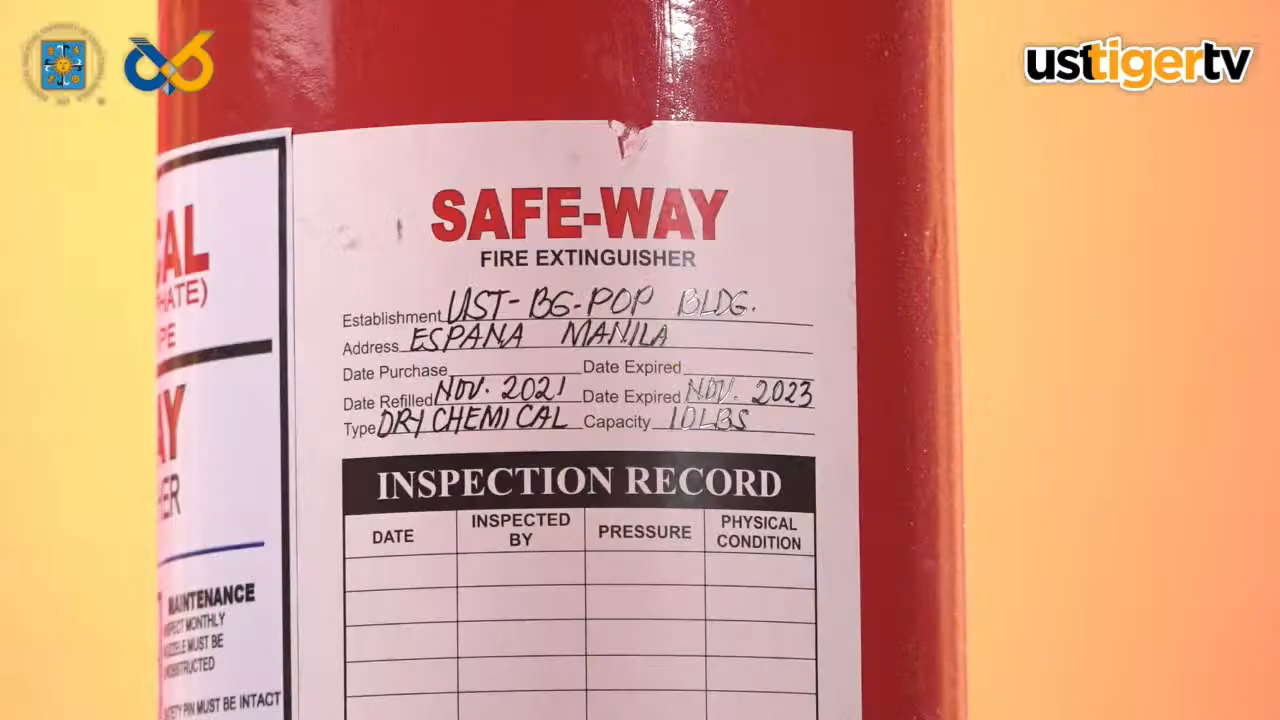 usttigertv
CAL
HATE)
PE
AY
ER
MAINTENANCE
INSPECT MONTHLY
NOZZLE MUST BE
UNOBSTRUCTED
SAFETY PIN MUST BE INTACT
SAFE-WAY
FIRE EXTINGUISHER
Establishment UST-BG-POP BLDG.
Address ESPANA MANILA
Date Purchase Date Expired
Date Refilled NOV. 2021 Date Expired NOV. 2023
Type DRY CHEMICAL Capacity 10LBS
INSPECTION RECORD
DATE INSPECTED BY PRESSURE PHYSICAL CONDITION